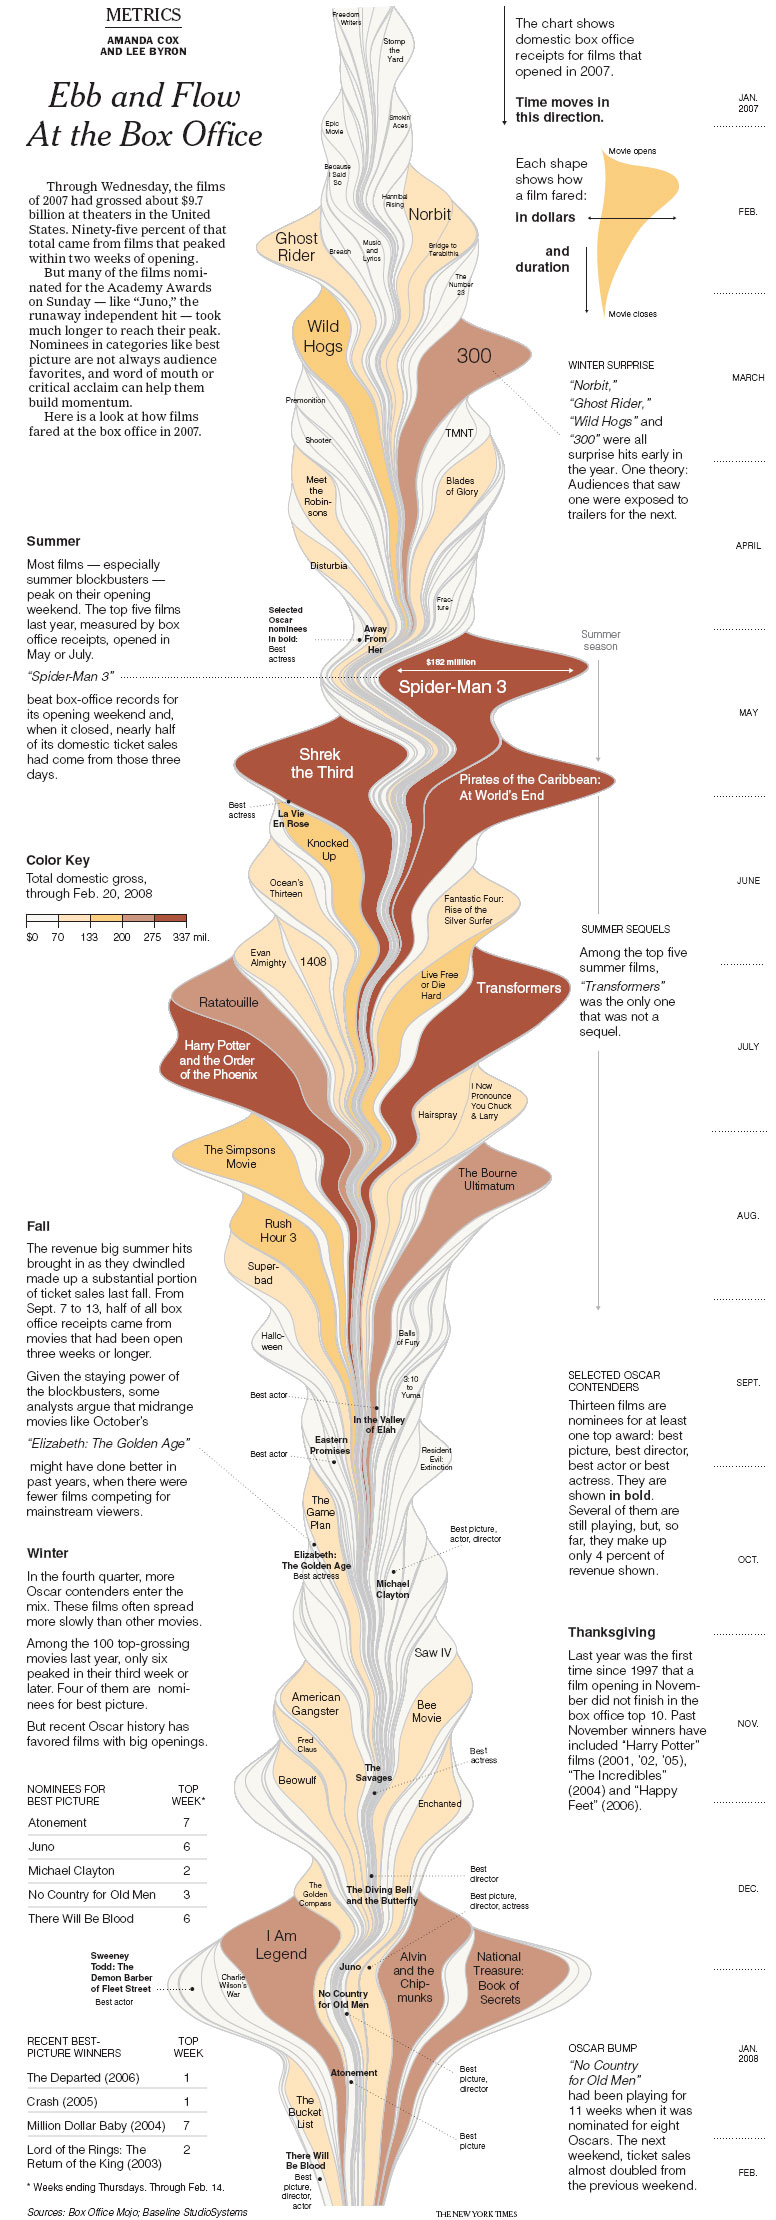 METRICS
AMANDA COX
AND LEE BYRON
Ebb and Flow
At the Box Office
Through Wednesday, the films
of 2007 had grossed about $9.7
billion at theaters in the United
States. Ninety-five percent of that
total came from films that peaked
within two weeks of opening.
But many of the films nomi-
nated for the Academy Awards
on Sunday — like “Juno,” the
runaway independent hit — took
much longer to reach their peak.
Nominees in categories like best
picture are not always audience
favorites, and word of mouth or
critical acclaim can help them
build momentum.
Here is a look at how films
fared at the box office in 2007.
The chart shows
domestic box office
receipts for films that
opened in 2007.
Time moves in
this direction.
Each shape
shows how
a film fared:
in dollars
and
duration
Movie opens
Movie closes
JAN.
2007
FEB.
MARCH
APRIL
MAY
JUNE
JULY
AUG.
SEPT.
OCT.
NOV.
DEC.
JAN.
2008
FEB.
Freedom
Writers
Stomp
the
Yard
Epic
Movie
Smokin'
Aces
Because
I Said
So
Hannibal
Rising
Norbit
Ghost
Rider
Breach
Music
and
Lyrics
Bridge to
Terabithia
The
Number
23
Wild
Hogs
300
Premonition
Shooter
TMNT
Meet
the
Robin-
sons
Blades
of Glory
Disturbia
Frac-
ture
WINTER SURPRISE
“Norbit,”
“Ghost Rider,”
“Wild Hogs” and
“300” were all
surprise hits early in
the year. One theory:
Audiences that saw
one were exposed to
trailers for the next.
Summer
Most films — especially
summer blockbusters —
peak on their opening
weekend. The top five films
last year, measured by box
office receipts, opened in
May or July.
“Spider-Man 3”
beat box-office records for
its opening weekend and,
when it closed, nearly half
of its domestic ticket sales
had come from those three
days.
Selected
Oscar
nominees
in bold:
Best
actress
Away
From
Her
$182 million
Spider-Man 3
Summer
season
Shrek
the Third
Pirates of the Caribbean:
At World's End
Best
actress
La Vie
En Rose
Knocked
Up
Color Key
Total domestic gross,
through Feb. 20, 2008
$0 70 133 200 275 337 mil.
Ocean's
Thirteen
Fantastic Four:
Rise of the
Silver Surfer
Evan
Almighty
1408
Live Free
or Die
Hard
Transformers
Ratatouille
Harry Potter
and the Order
of the Phoenix
SUMMER SEQUELS
Among the top five
summer films,
“Transformers”
was the only one
that was not a
sequel.
Hairspray
I Now
Pronounce
You Chuck
& Larry
The Simpsons
Movie
The Bourne
Ultimatum
Rush
Hour 3
Super-
bad
Hallo-
ween
Balls
of Fury
3:10
to
Yuma
Best actor
In the Valley
of Elah
Eastern
Promises
Best actor
Resident
Evil:
Extinction
The
Game
Plan
Elizabeth:
The Golden Age
Best actress
Best picture,
actor, director
Michael
Clayton
Fall
The revenue big summer hits
brought in as they dwindled
made up a substantial portion
of ticket sales last fall. From
Sept. 7 to 13, half of all box
office receipts came from
movies that had been open
three weeks or longer.
Given the staying power of
the blockbusters, some
analysts argue that midrange
movies like October's
“Elizabeth: The Golden Age”
might have done better in
past years, when there were
fewer films competing for
mainstream viewers.
SELECTED OSCAR
CONTENDERS
Thirteen films are
nominees for at least
one top award: best
picture, best director,
best actor or best
actress. They are
shown in bold.
Several of them are
still playing, but, so
far, they make up
only 4 percent of
revenue shown.
Winter
In the fourth quarter, more
Oscar contenders enter the
mix. These films often spread
more slowly than other movies.
Among the 100 top-grossing
movies last year, only six
peaked in their third week or
later. Four of them are nomi-
nees for best picture.
But recent Oscar history has
favored films with big openings.
Saw IV
American
Gangster
Bee
Movie
Fred
Claus
Beowulf
The
Savages
Best
actress
Enchanted
Thanksgiving
Last year was the first
time since 1997 that a
film opening in Novem-
ber did not finish in the
box office top 10. Past
November winners have
included “Harry Potter”
films (2001, '02, '05),
“The Incredibles”
(2004) and “Happy
Feet” (2006).
NOMINEES FOR
BEST PICTURE
TOP
WEEK*
Atonement 7
Juno 6
Michael Clayton 2
No Country for Old Men 3
There Will Be Blood 6
The
Golden
Compass
The Diving Bell
and the Butterfly
Best
director
Best picture,
director, actress
I Am
Legend
Sweeney
Todd: The
Demon Barber
of Fleet Street
Best actor
Charlie
Wilson's
War
Juno
Alvin
and the
Chip-
munks
National
Treasure:
Book of
Secrets
No Country
for Old Men
Best
picture,
director
Atonement
Best
picture
The
Bucket
List
There Will
Be Blood
Best
picture,
director,
actor
RECENT BEST-
PICTURE WINNERS
TOP
WEEK
The Departed (2006) 1
Crash (2005) 1
Million Dollar Baby (2004) 7
Lord of the Rings: The
Return of the King (2003) 2
* Weeks ending Thursdays. Through Feb. 14.
Sources: Box Office Mojo; Baseline StudioSystems
OSCAR BUMP
“No Country
for Old Men”
had been playing for
11 weeks when it was
nominated for eight
Oscars. The next
weekend, ticket sales
almost doubled from
the previous weekend.
THE NEW YORK TIMES